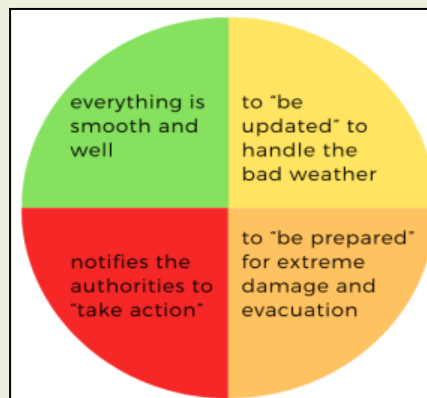 everything is
smooth and
well
to “be
updated” to
handle the
bad weather
notifies the
authorities to
“take action”
to “be prepared”
for extreme
damage and
evacuation